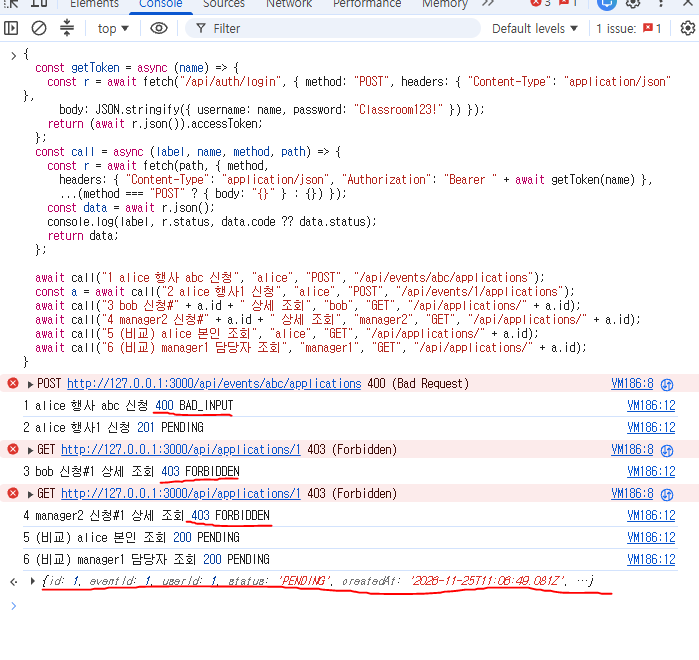 Elements Console Sources Network Performance Memory 3 1
top Filter Default levels 1 issue: 1
{
const getToken = async (name) => {
const r = await fetch("/api/auth/login", { method: "POST", headers: { "Content-Type": "application/json"
},
body: JSON.stringify({ username: name, password: "Classroom123!" }) });
return (await r.json()).accessToken;
};
const call = async (label, name, method, path) => {
const r = await fetch(path, { method,
headers: { "Content-Type": "application/json", "Authorization": "Bearer " + await getToken(name) },
...(method === "POST" ? { body: "{}" } : {}) });
const data = await r.json();
console.log(label, r.status, data.code ?? data.status);
return data;
};
await call("1 alice 행사 abc 신청", "alice", "POST", "/api/events/abc/applications");
const a = await call("2 alice 행사1 신청", "alice", "POST", "/api/events/1/applications");
await call("3 bob 신청#" + a.id + " 상세 조회", "bob", "GET", "/api/applications/" + a.id);
await call("4 manager2 신청#" + a.id + " 상세 조회", "manager2", "GET", "/api/applications/" + a.id);
await call("5 (비교) alice 본인 조회", "alice", "GET", "/api/applications/" + a.id);
await call("6 (비교) manager1 담당자 조회", "manager1", "GET", "/api/applications/" + a.id);
}
POST http://127.0.0.1:3000/api/events/abc/applications 400 (Bad Request) VM186:8
1 alice 행사 abc 신청 400 BAD_INPUT VM186:12
2 alice 행사1 신청 201 PENDING VM186:12
GET http://127.0.0.1:3000/api/applications/1 403 (Forbidden) VM186:8
3 bob 신청#1 상세 조회 403 FORBIDDEN VM186:12
GET http://127.0.0.1:3000/api/applications/1 403 (Forbidden) VM186:8
4 manager2 신청#1 상세 조회 403 FORBIDDEN VM186:12
5 (비교) alice 본인 조회 200 PENDING VM186:12
6 (비교) manager1 담당자 조회 200 PENDING VM186:12
{id: 1, eventId: 1, userId: 1, status: 'PENDING', createdAt: '2026-11-25T11:06:49.081Z', …}